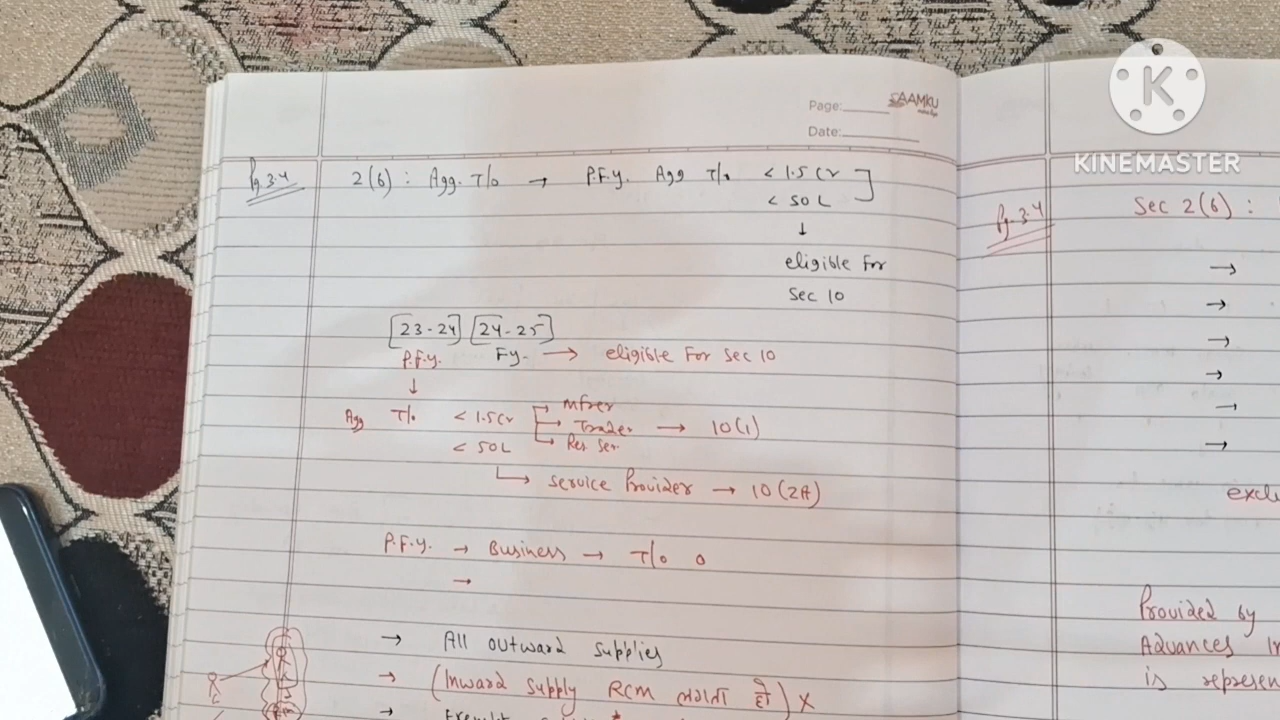 Page: SAAMKU
Date:
Pg. 3.4 2(6) : Agg. T/o → P.F.y. Agg T/o < 1.5 Cr
< 50 L
↓
eligible For
Sec 10
[23-24] [24-25]
P.F.y. Fy. → eligible For Sec 10
↓
Agg T/o < 1.5 Cr → Mfrer
→ Trader → 10(1)
< 50L → Res Ser.
→ service Provider → 10(2A)
P.F.y. → Business → T/o 0
→
→ All outward supplies
→ (Inward supply RCM लगता हो) X
→ Exempt
K
KINEMASTER
Pg. 3.4 Sec 2(6) :
→
→
→
→
→
→
Provided by
Advances
is